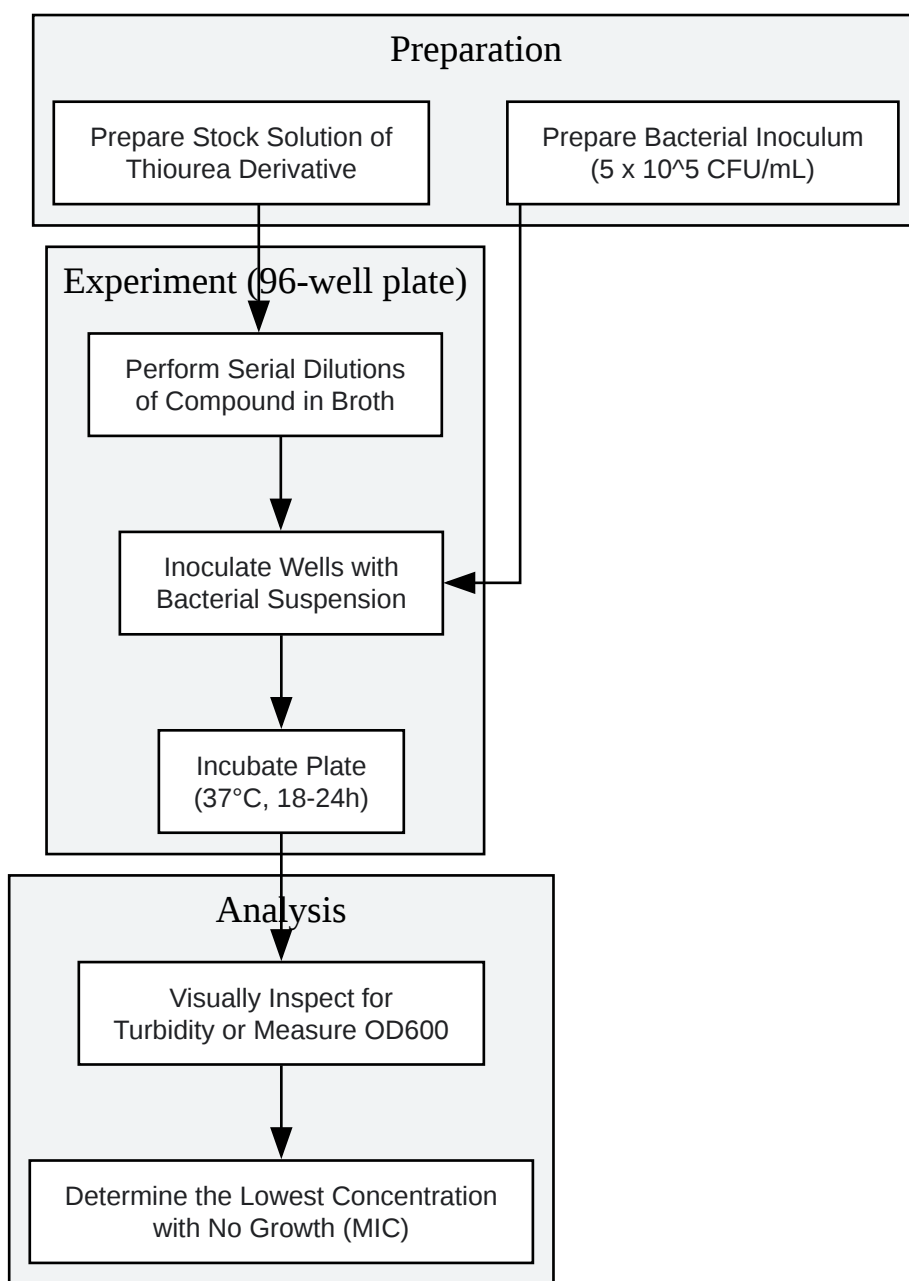 Preparation
Prepare Stock Solution of
Thiourea Derivative
Prepare Bacterial Inoculum
(5 x 10^5 CFU/mL)
Experiment (96-well plate)
Perform Serial Dilutions
of Compound in Broth
Inoculate Wells with
Bacterial Suspension
Incubate Plate
(37°C, 18-24h)
Analysis
Visually Inspect for
Turbidity or Measure OD600
Determine the Lowest Concentration
with No Growth (MIC)